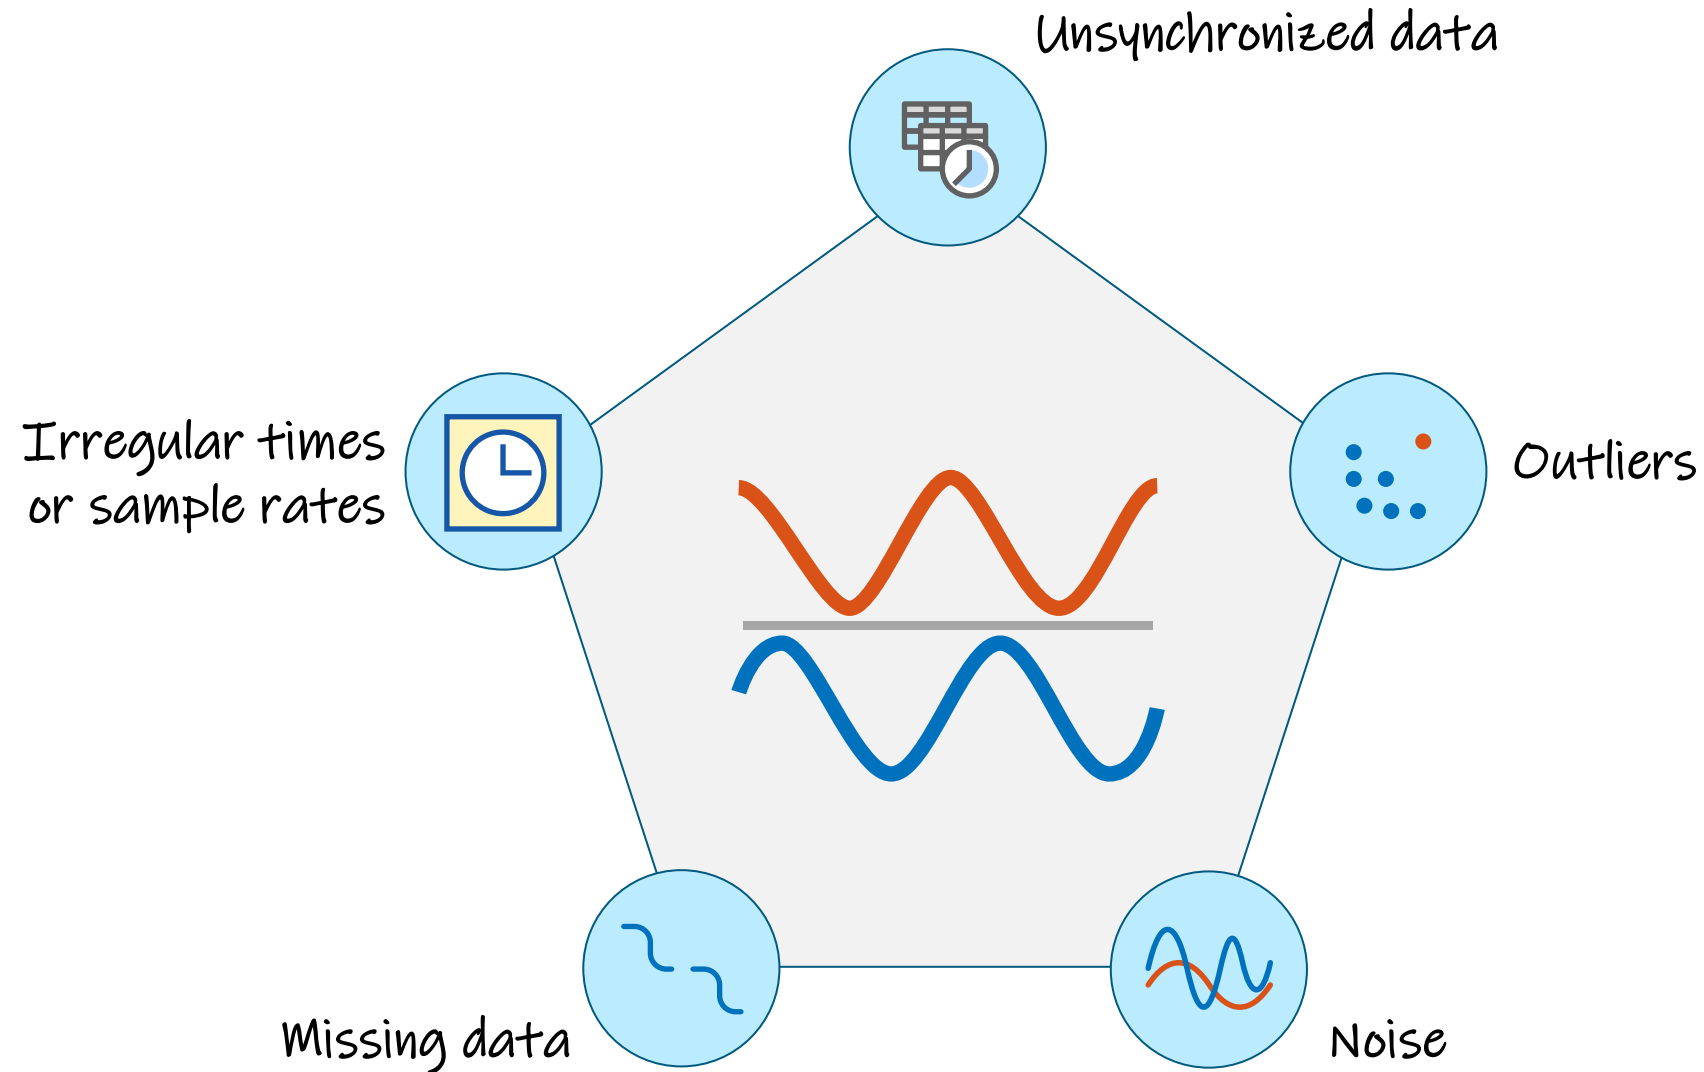 Unsynchronized data
Irregular times
or sample rates
Outliers
Missing data
Noise